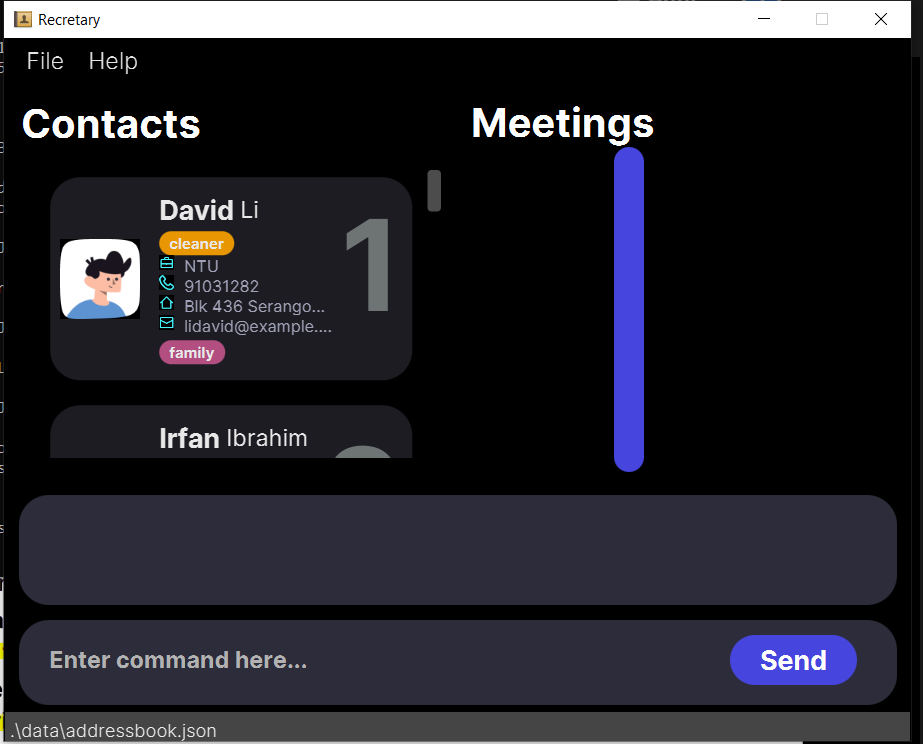 Recretary
File Help
Contacts
Meetings
David Li
cleaner
NTU
91031282
Blk 436 Serango...
lidavid@example....
family
1
Irfan Ibrahim
Enter command here...
Send
.\data\addressbook.json